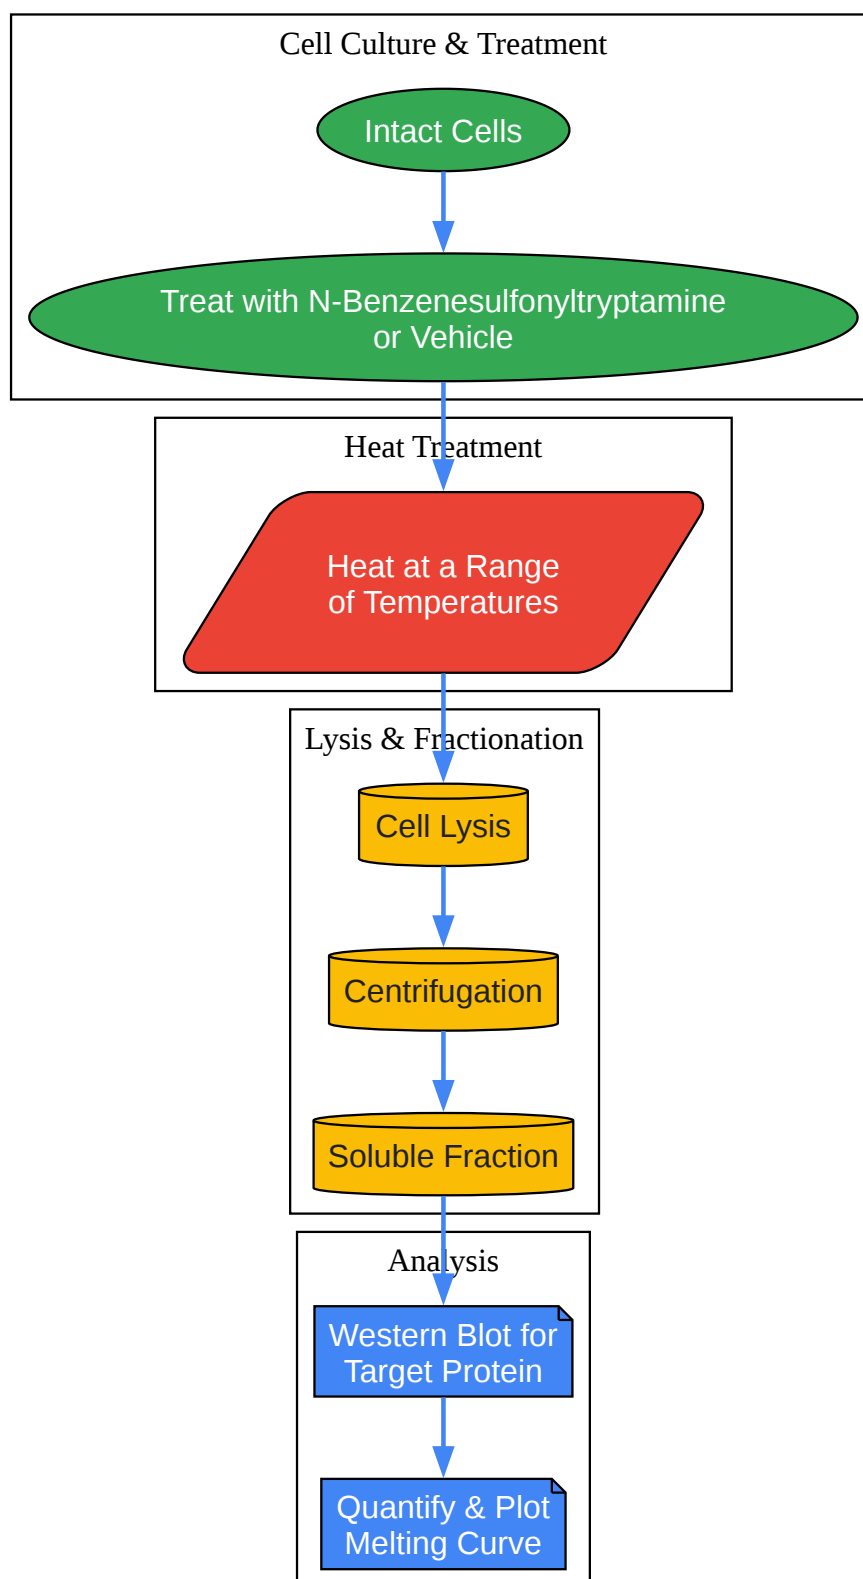 Cell Culture & Treatment
Intact Cells
Treat with N-Benzenesulfonyltryptamine
or Vehicle
Heat Treatment
Heat at a Range
of Temperatures
Lysis & Fractionation
Cell Lysis
Centrifugation
Soluble Fraction
Analysis
Western Blot for
Target Protein
Quantify & Plot
Melting Curve